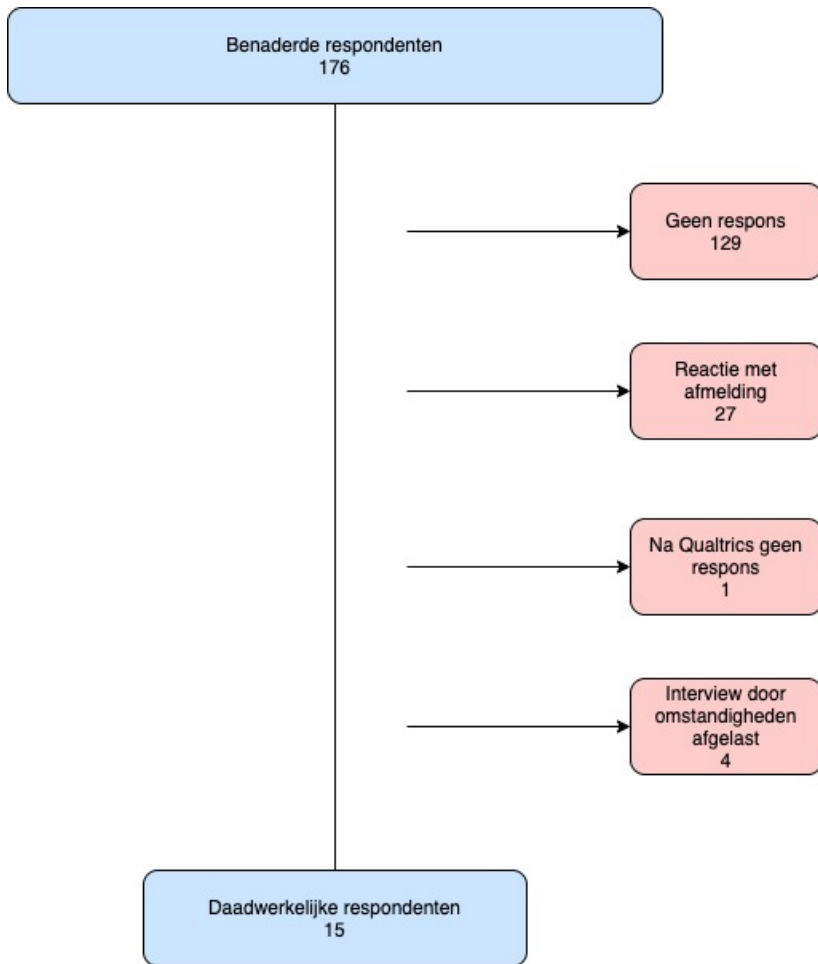 Benaderde respondenten
176
Geen respons
129
Reactie met
afmelding
27
Na Qualtrics geen
respons
1
Interview door
omstandigheden
afgelast
4
Daadwerkelijke respondenten
15